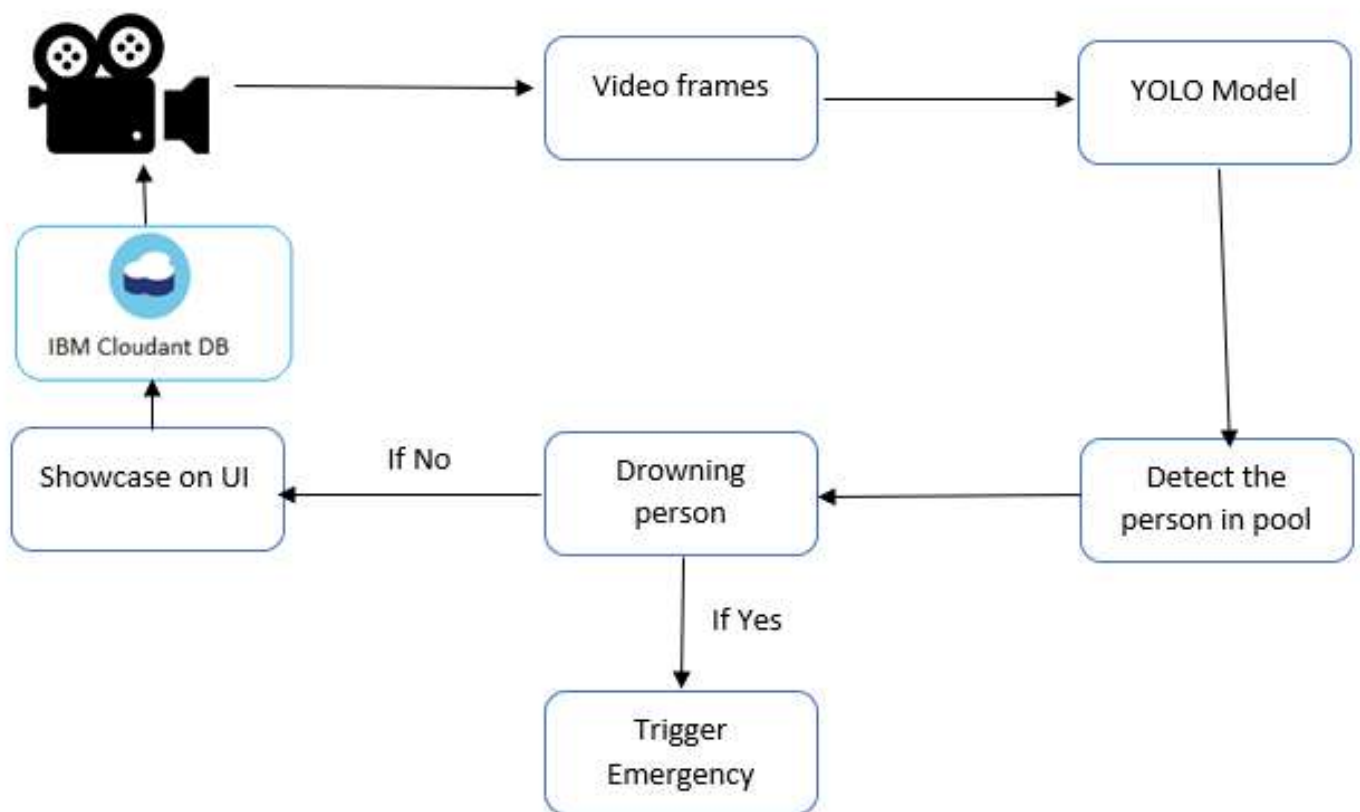 Video frames
YOLO Model
IBM Cloudant DB
Showcase on UI
If No
Drowning
person
Detect the
person in pool
If Yes
Trigger
Emergency